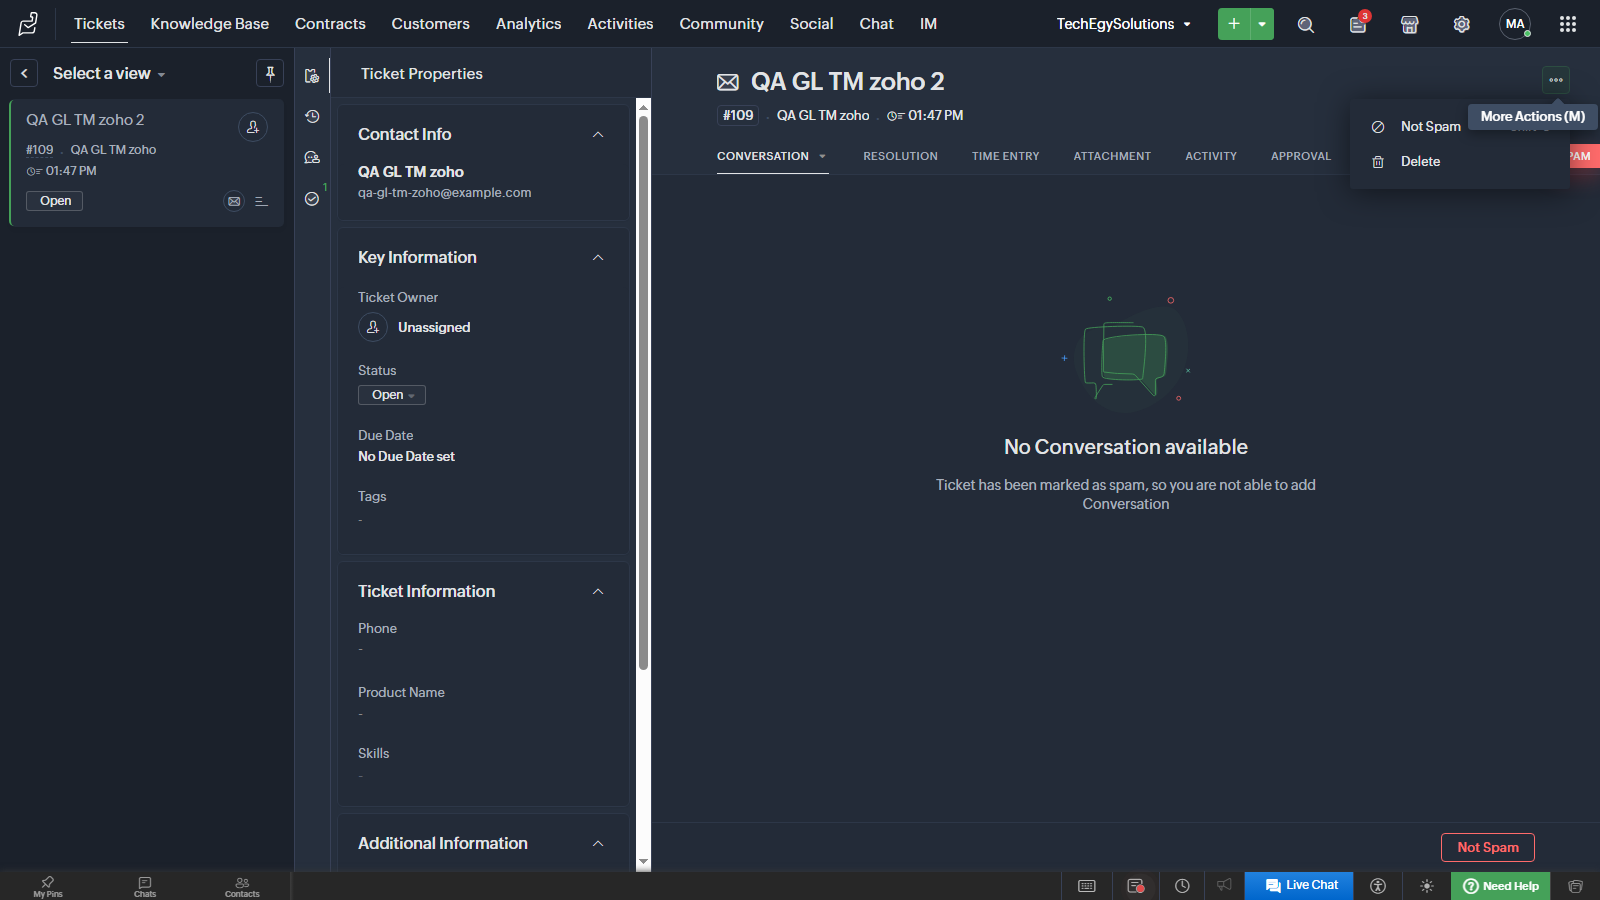 Tickets
Knowledge Base
Contracts
Customers
Analytics
Activities
Community
Social
Chat
IM
TechEgySolutions
3
MA
Select a view
QA GL TM zoho 2
#109 . QA GL TM zoho
01:47 PM
Open
1
Ticket Properties
Contact Info
QA GL TM zoho
qa-gl-tm-zoho@example.com
Key Information
Ticket Owner
Unassigned
Status
Open
Due Date
No Due Date set
Tags
-
Ticket Information
Phone
-
Product Name
-
Skills
-
Additional Information
QA GL TM zoho 2
#109 . QA GL TM zoho . 01:47 PM
CONVERSATION
RESOLUTION
TIME ENTRY
ATTACHMENT
ACTIVITY
APPROVAL
More Actions (M)
Not Spam
Delete
PAM
No Conversation available
Ticket has been marked as spam, so you are not able to add
Conversation
Not Spam
My Pins
Chats
Contacts
Live Chat
Need Help